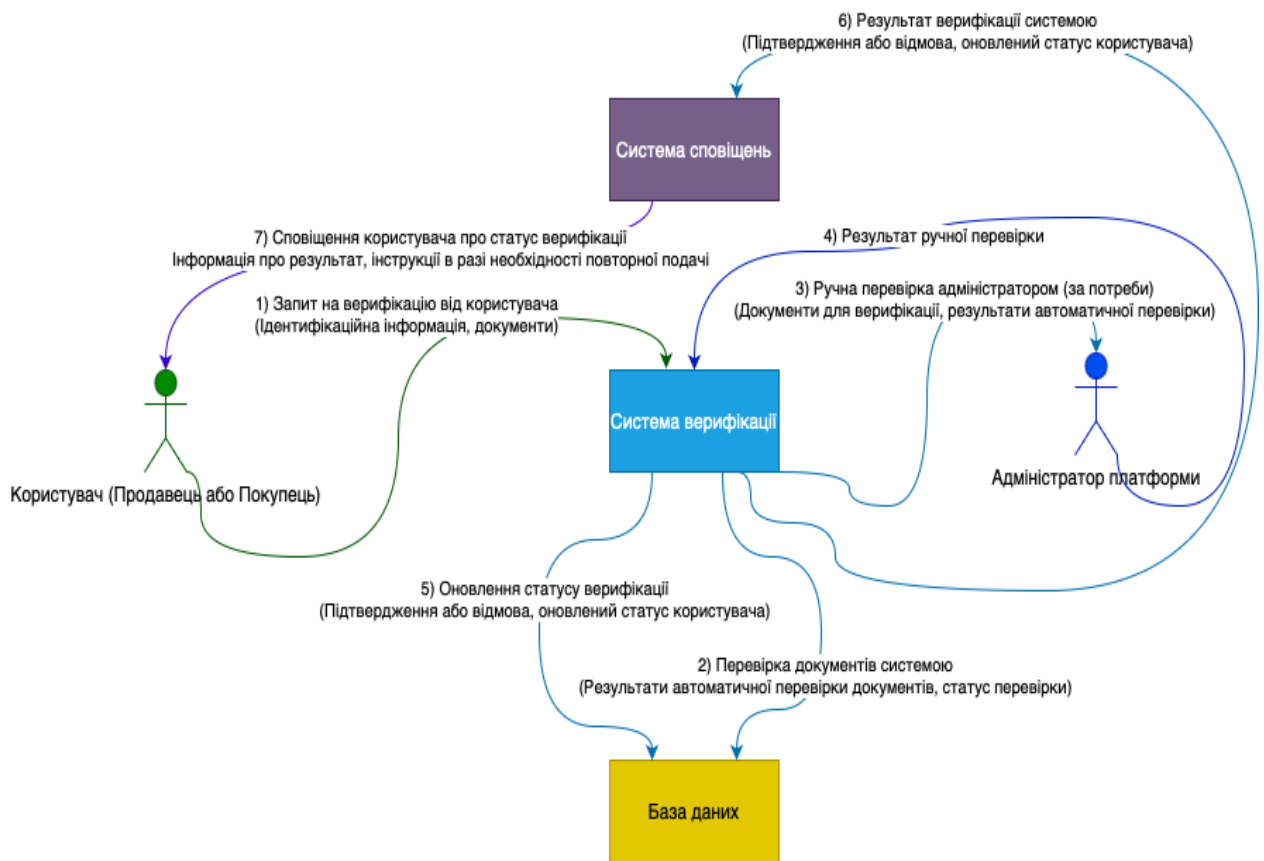 6) Результат верифікації системою
(Підтвердження або відмова, оновлений статус користувача)
Система сповіщень
7) Сповіщення користувача про статус верифікації
Інформація про результат, інструкції в разі необхідності повторної подачі
4) Результат ручної перевірки
3) Ручна перевірка адміністратором (за потреби)
(Документи для верифікації, результати автоматичної перевірки)
1) Запит на верифікацію від користувача
(Ідентифікаційна інформація, документи)
Система верифікації
Адміністратор платформи
Користувач (Продавець або Покупець)
5) Оновлення статусу верифікації
(Підтвердження або відмова, оновлений статус користувача)
2) Перевірка документів системою
(Результати автоматичної перевірки документів, статус перевірки)
База даних